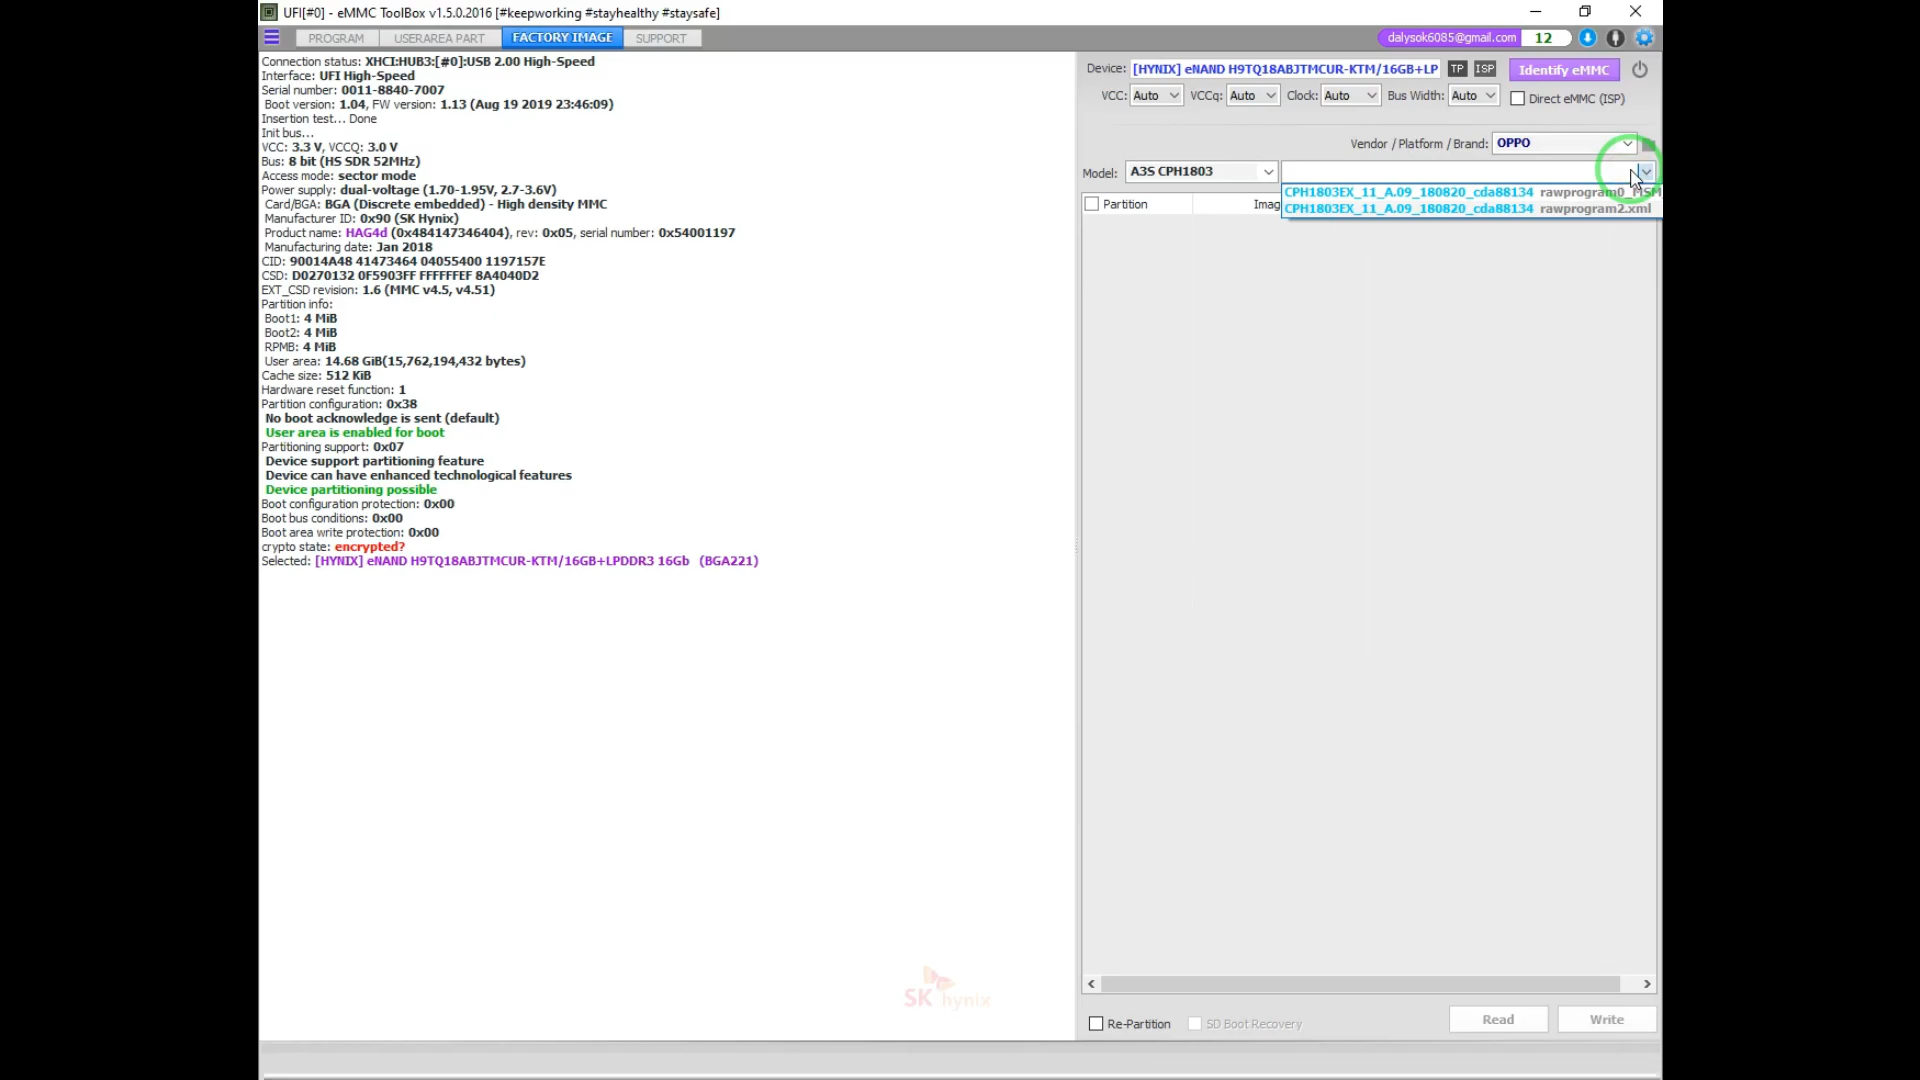 UFI[#0] - eMMC ToolBox v1.5.0.2016 [#keepworking #stayhealthy #staysafe]
PROGRAM USERAREA PART FACTORY IMAGE SUPPORT dalysok6085@gmail.com 12
Connection status: XHCI:HUB3:[#0]:USB 2.00 High-Speed
Interface: UFI High-Speed
Serial number: 0011-8840-7007
Boot version: 1.04, FW version: 1.13 (Aug 19 2019 23:46:09)
Insertion test... Done
Init bus...
VCC: 3.3 V, VCCQ: 3.0 V
Bus: 8 bit (HS SDR 52MHz)
Access mode: sector mode
Power supply: dual-voltage (1.70-1.95V, 2.7-3.6V)
Card/BGA: BGA (Discrete embedded) - High density MMC
Manufacturer ID: 0x90 (SK Hynix)
Product name: HAG4d (0x484147346404), rev: 0x05, serial number: 0x54001197
Manufacturing date: Jan 2018
CID: 90014A48 41473464 04055400 1197157E
CSD: D0270132 0F5903FF FFFFFFEF 8A4040D2
EXT_CSD revision: 1.6 (MMC v4.5, v4.51)
Partition info:
Boot1: 4 MiB
Boot2: 4 MiB
RPMB: 4 MiB
User area: 14.68 GiB(15,762,194,432 bytes)
Cache size: 512 KiB
Hardware reset function: 1
Partition configuration: 0x38
No boot acknowledge is sent (default)
User area is enabled for boot
Partitioning support: 0x07
Device support partitioning feature
Device can have enhanced technological features
Device partitioning possible
Boot configuration protection: 0x00
Boot bus conditions: 0x00
Boot area write protection: 0x00
crypto state: encrypted?
Selected: [HYNIX] eNAND H9TQ18ABJTMCUR-KTM/16GB+LPDDR3 16Gb (BGA221)
SK hynix
Device: [HYNIX] eNAND H9TQ18ABJTMCUR-KTM/16GB+LP TP ISP Identify eMMC
VCC: Auto VCCq: Auto Clock: Auto Bus Width: Auto Direct eMMC (ISP)
Vendor / Platform / Brand: OPPO
Model: A3S CPH1803
CPH1803EX_11_A.09_180820_cda88134 rawprogram0_MSM
CPH1803EX_11_A.09_180820_cda88134 rawprogram2.xml
Partition Imag
Re-Partition SD Boot Recovery Read Write